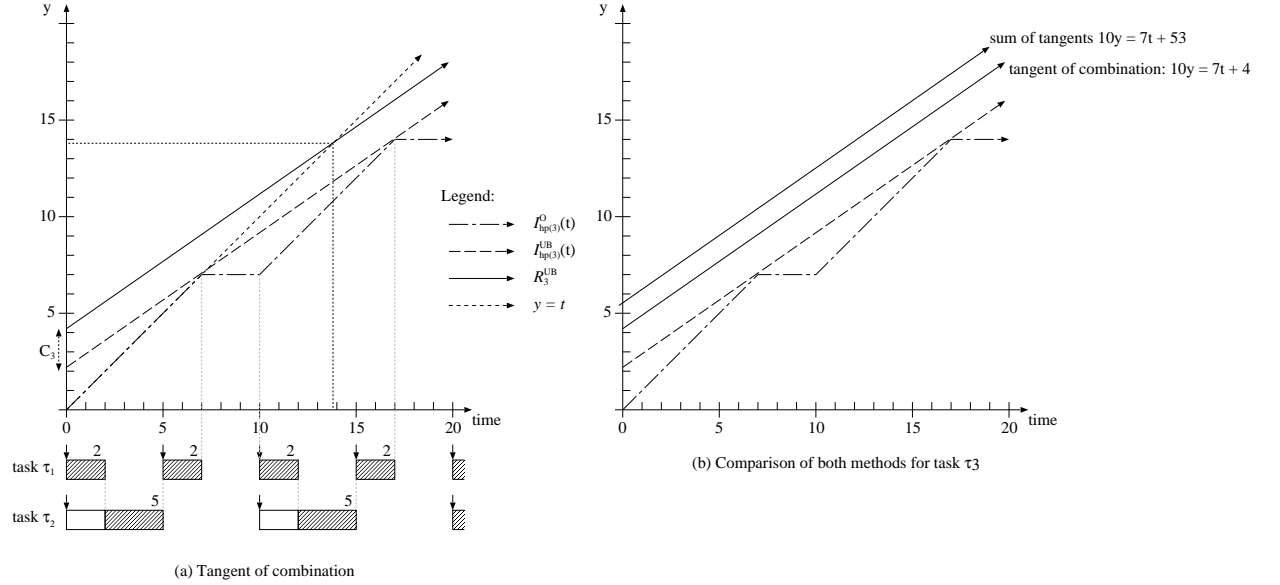 y
15
10
5
C3
0
5
10
15
20
time
Legend:
I^O_hp(3)(t)
I^UB_hp(3)(t)
R_3^UB
y = t
2
2
2
2
task τ1
5
5
task τ2
(a) Tangent of combination
y
sum of tangents 10y = 7t + 53
tangent of combination: 10y = 7t + 4
15
10
5
0
5
10
15
20
time
(b) Comparison of both methods for task τ3